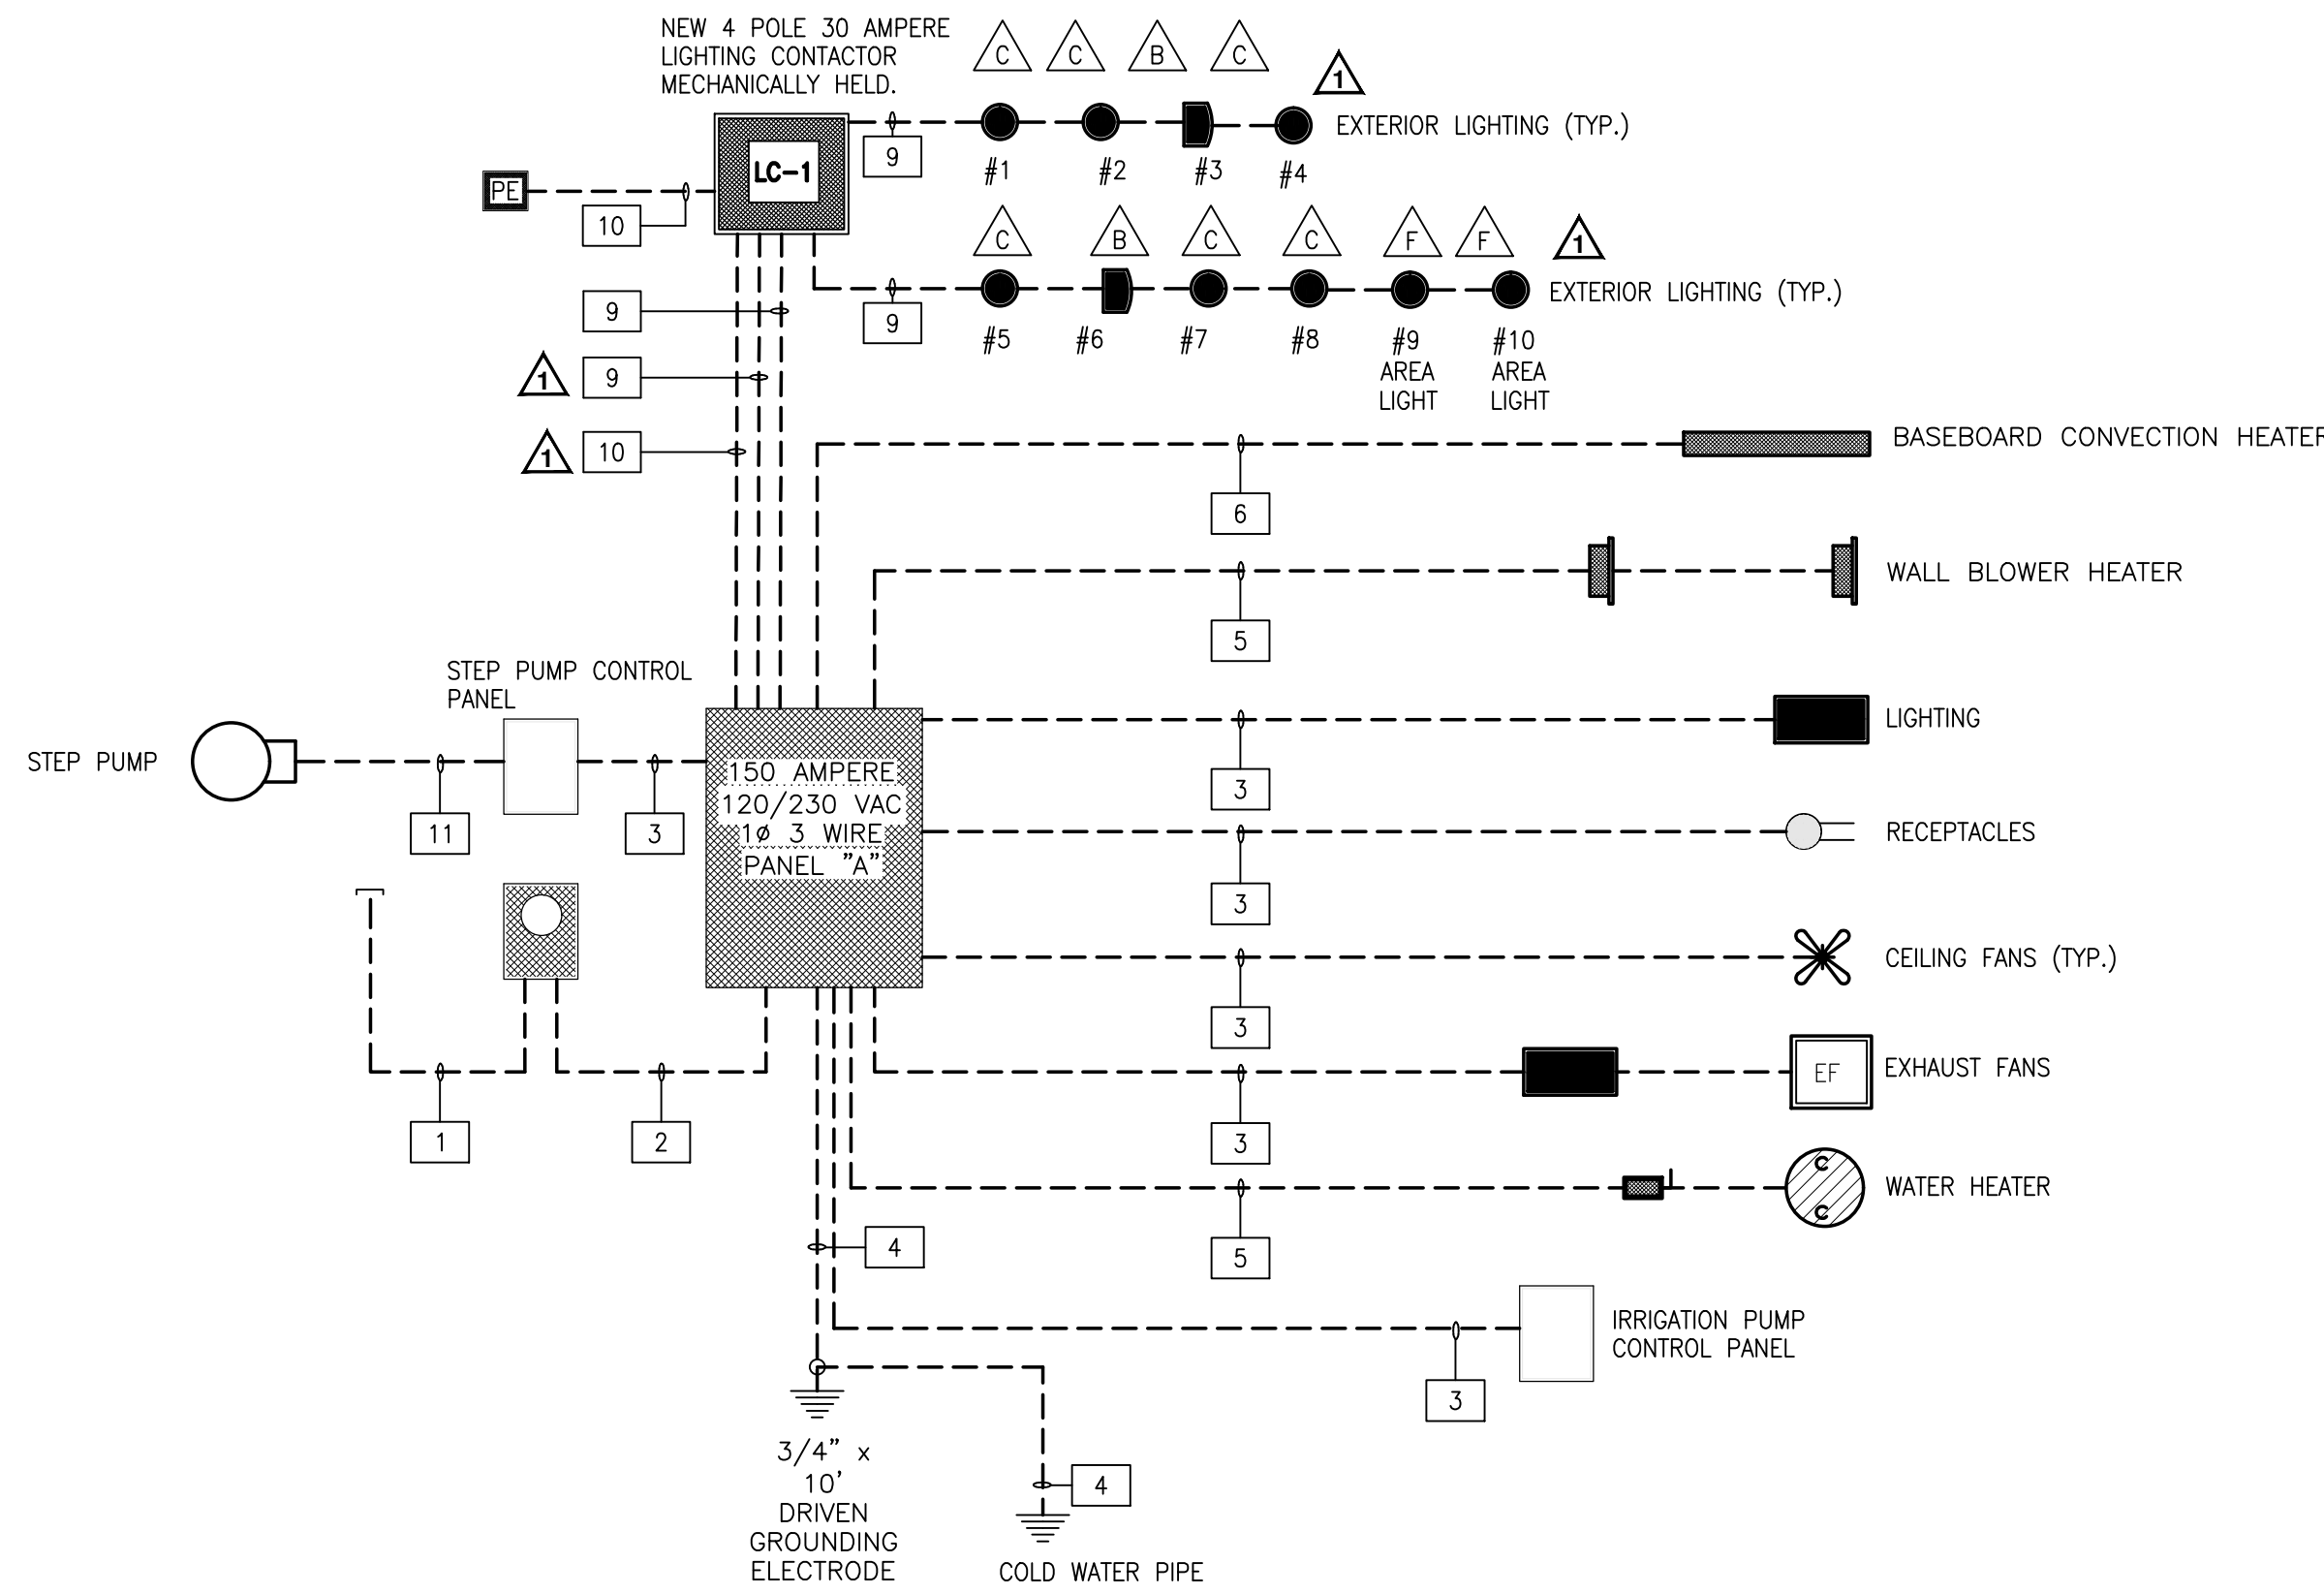 NEW 4 POLE 30 AMPERE
LIGHTING CONTACTOR
MECHANICALLY HELD.
C C B C
1
EXTERIOR LIGHTING (TYP.)
9
#1 #2 #3 #4
LC-1
PE
10
C B C C F F
1
EXTERIOR LIGHTING (TYP.)
9
9
#5 #6 #7 #8 #9 #10
AREA AREA
LIGHT LIGHT
1 9
1 10
BASEBOARD CONVECTION HEATER
6
WALL BLOWER HEATER
5
STEP PUMP CONTROL
PANEL
LIGHTING
STEP PUMP
11
3
3
150 AMPERE
120/230 VAC
1ø 3 WIRE
PANEL "A"
RECEPTACLES
3
CEILING FANS (TYP.)
3
EF
EXHAUST FANS
1
2
3
C
C
WATER HEATER
4
5
IRRIGATION PUMP
CONTROL PANEL
3
3/4" x
10'
DRIVEN
GROUNDING
ELECTRODE
4
COLD WATER PIPE